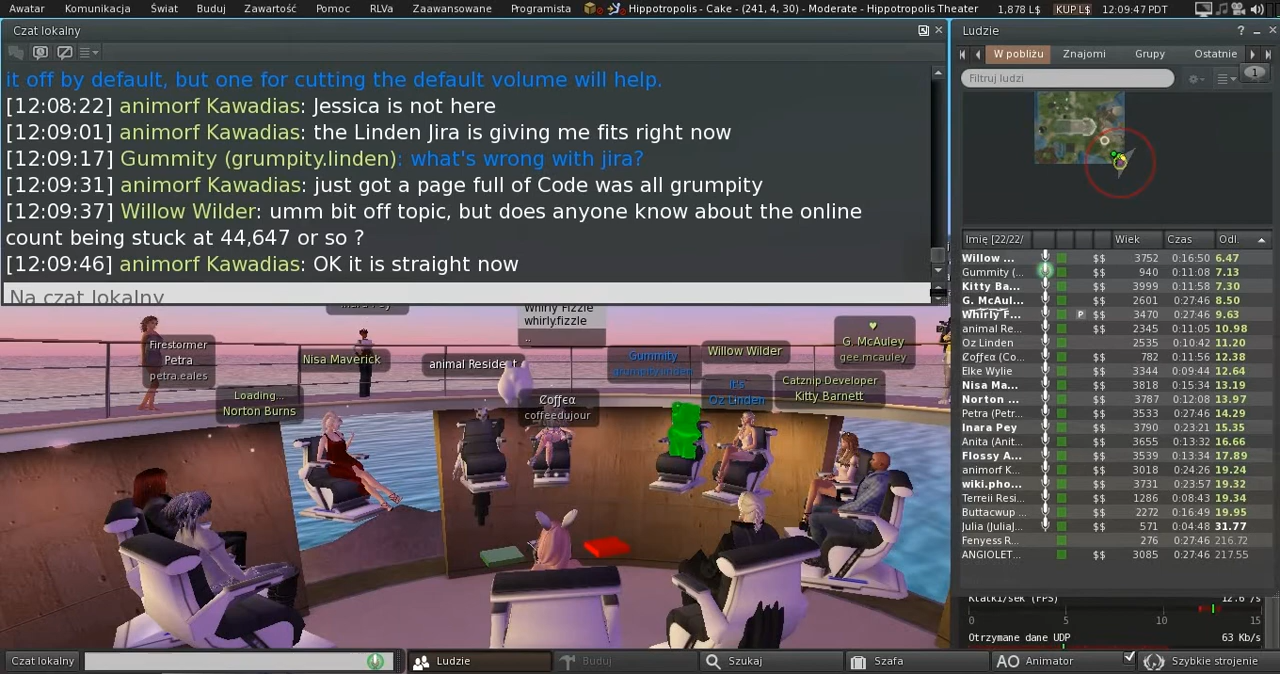 Awatar Komunikacja Świat Buduj Zawartość Pomoc RLVa Zaawansowane Programista Hippotropolis - Cake - (241, 4, 30) - Moderate - Hippotropolis Theater 1,878 L$ KUP L$ 12:09:47 PDT
Czat lokalny
it off by default, but one for cutting the default volume will help.
[12:08:22] animorf Kawadias: Jessica is not here
[12:09:01] animorf Kawadias: the Linden Jira is giving me fits right now
[12:09:17] Gummity (grumpity.linden): what's wrong with jira?
[12:09:31] animorf Kawadias: just got a page full of Code was all grumpity
[12:09:37] Willow Wilder: umm bit off topic, but does anyone know about the online
count being stuck at 44,647 or so ?
[12:09:46] animorf Kawadias: OK it is straight now
Na czat lokalny
Whirly Fizzle
whirly.fizzle
..
Firestormer
Petra
petra.eales
Nisa Maverick
animal Resident
Gummity
grumpity.linden
Willow Wilder
♥
G. McAuley
gee.mcauley
Loading...
Norton Burns
Coffєα
coffeedujour
it's
Oz Linden
Catznip Developer
Kitty Barnett
Ludzie
W pobliżu Znajomi Grupy Ostatnie
Filtruj ludzi 1
Imię [22/22/ Wiek Czas Odl.
Willow ... $$ 3752 0:16:50 6.47
Gummity (... $$ 940 0:11:08 7.13
Kitty Ba... $$ 3999 0:11:58 7.30
G. McAul... $$ 2601 0:27:46 8.50
Whirly F... P $$ 3470 0:27:46 9.63
animal Re... $$ 2345 0:11:05 10.98
Oz Linden 2535 0:10:42 11.20
Coffєα (Co... $$ 782 0:11:56 12.38
Elke Wylie $$ 3344 0:09:44 12.64
Nisa Ma... $$ 3818 0:15:34 13.19
Norton ... $$ 3787 0:12:08 13.97
Petra (Petr... $$ 3533 0:27:46 14.29
Inara Pey $$ 3790 0:23:21 15.35
Anita (Anit... $$ 3655 0:13:32 16.66
Flossy A... $$ 3539 0:13:34 17.89
animorf K... $$ 3018 0:24:26 19.24
wiki.pho... $$ 3731 0:23:57 19.32
Terreii Resi... $$ 1286 0:08:43 19.34
Buttacwup ... $$ 2272 0:16:49 19.95
Julia (JuliaJ... $$ 571 0:04:48 31.77
Fenyess R... 276 0:27:46 216.72
ANGIOLET... $$ 3085 0:27:46 217.55
Klatki/sek (FPS) 12.6 /s
0 5 10 15
Otrzymane dane UDP 63 Kb/s
Czat lokalny Ludzie Buduj Szukaj Szafa AO Animator Szybkie strojenie